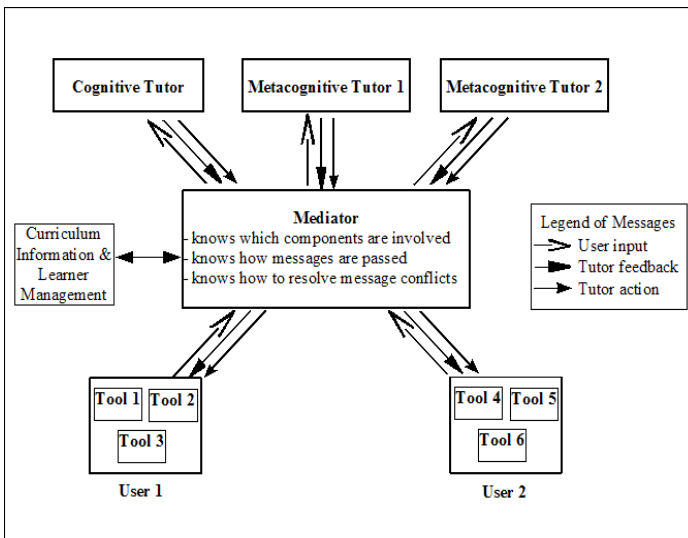 Cognitive Tutor
Metacognitive Tutor 1
Metacognitive Tutor 2
Mediator
- knows which components are involved
- knows how messages are passed
- knows how to resolve message conflicts
Curriculum
Information &
Learner
Management
Legend of Messages
User input
Tutor feedback
Tutor action
Tool 1
Tool 2
Tool 3
User 1
Tool 4
Tool 5
Tool 6
User 2